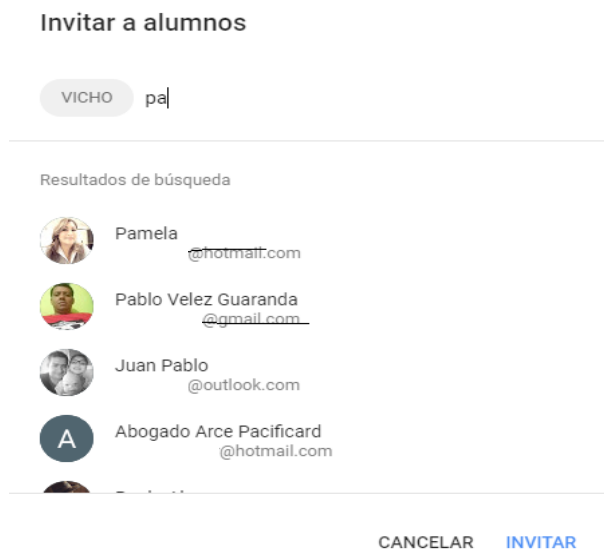 Invitar a alumnos
VICHO pa
Resultados de búsqueda
Pamela
@hotmail.com
Pablo Velez Guaranda
@gmail.com
Juan Pablo
@outlook.com
A
Abogado Arce Pacificard
@hotmail.com
CANCELAR INVITAR